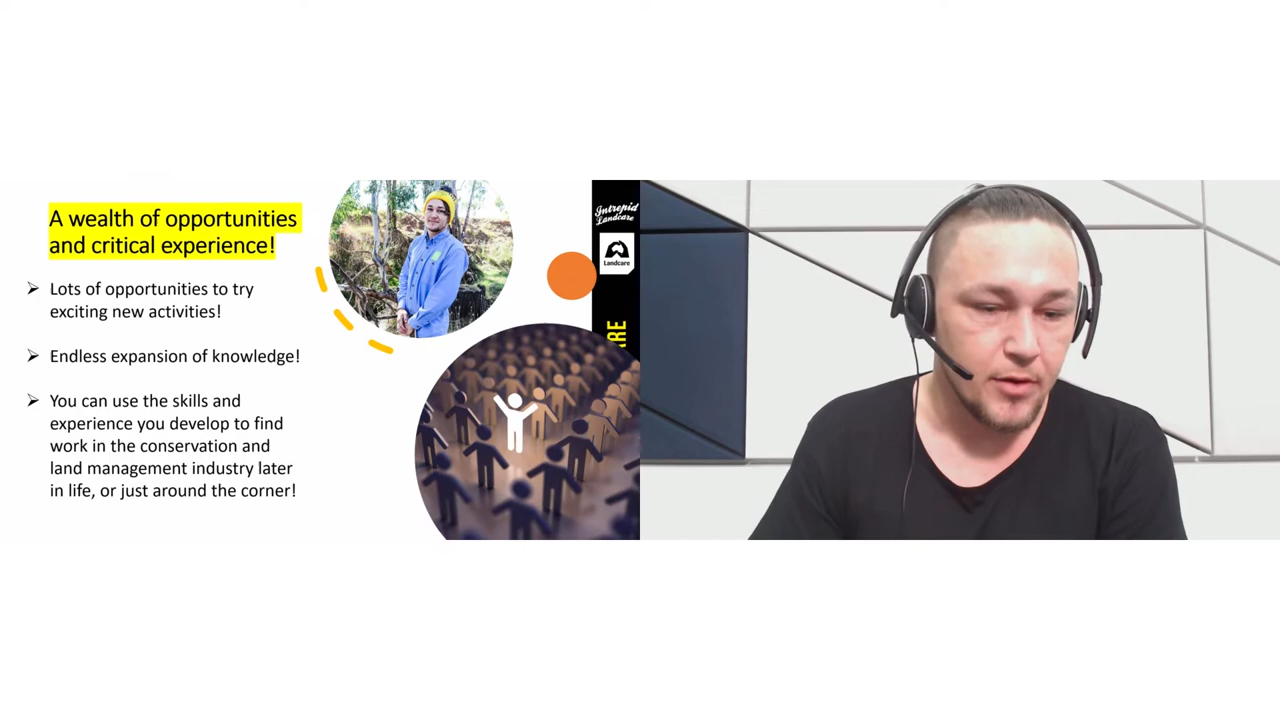 A wealth of opportunities
and critical experience!
Lots of opportunities to try
exciting new activities!
Endless expansion of knowledge!
You can use the skills and
experience you develop to find
work in the conservation and
land management industry later
in life, or just around the corner!
Intrepid
Landcare
Landcare
RE